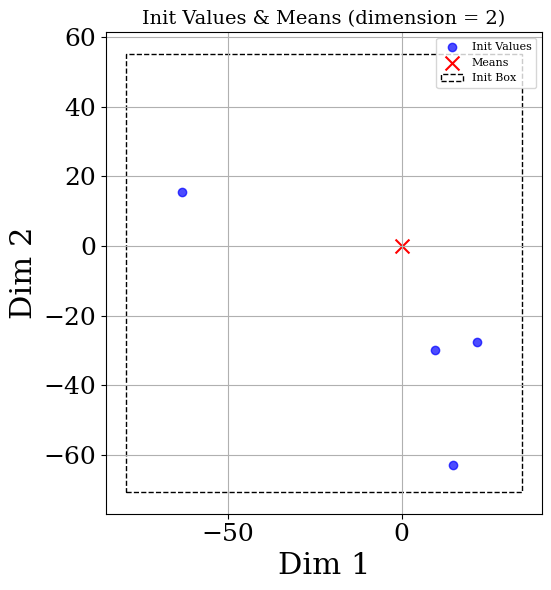 Init Values & Means (dimension = 2)
Init Values
Means
Init Box
60
40
20
0
−20
−40
−60
Dim 2
−50
0
Dim 1